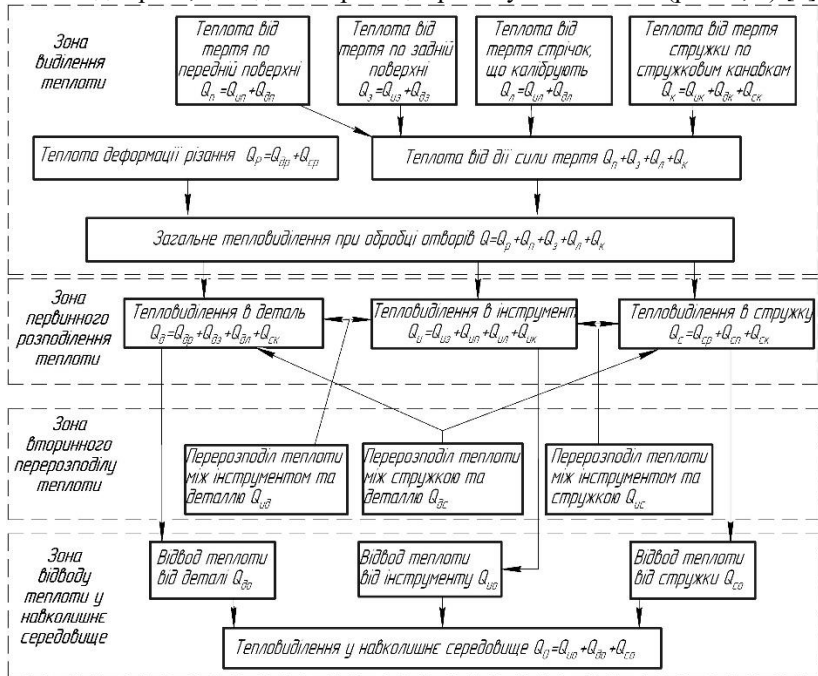 Зона
виділення
теплоти
Теплота від
тертя по
передній поверхні
Qп =Qип+Qдп
Теплота від
тертя по задній
поверхні
Qз =Qиз+Qдз
Теплота від
тертя стрічок,
що калібрують
Qл =Qил+Qдл
Теплота від тертя
стружки по
стружковим канавкам
Qк =Qик+Qдк +Qск
Теплота деформації різання Qр=Qдр+Qср
Теплота від дії сили тертя Qп+Qз+Qл+Qк
Загальне тепловиділення при обробці отворів Q=Qр+Qп+Qз+Qл+Qк
Зона
первинного
розподілення
теплоти
Тепловиділення в деталь
Qд=Qдр+Qдз+Qдл+Qск
Тепловиділення в інструмент
Qи=Qиз+Qип+Qил+Qик
Тепловиділення в стружку
Qс=Qср+Qсп+Qск
Зона
вторинного
перерозподілу
теплоти
Перерозподіл теплоти
між інструментом та
деталлю Qид
Перерозподіл теплоти
між стружкою та
деталлю Qдс
Перерозподіл теплоти
між інструментом та
стружкою Qис
Зона
відводу
теплоти у
навколишнє
середовище
Відвод теплоти
від деталі Qдо
Відвод теплоти
від інструменту Qио
Відвод теплоти
від стружки Qсо
Тепловиділення у навколишнє середовище Q0=Qио+Qдо+Qсо